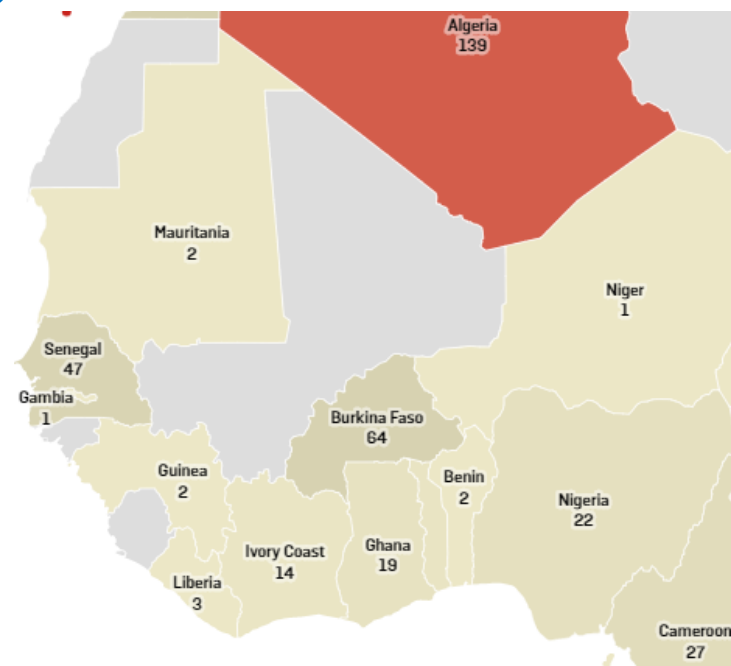 Algeria
139
Mauritania
2
Niger
1
Senegal
47
Gambia
1
Burkina Faso
64
Guinea
2
Benin
2
Nigeria
22
Ivory Coast
14
Ghana
19
Liberia
3
Cameroon
27